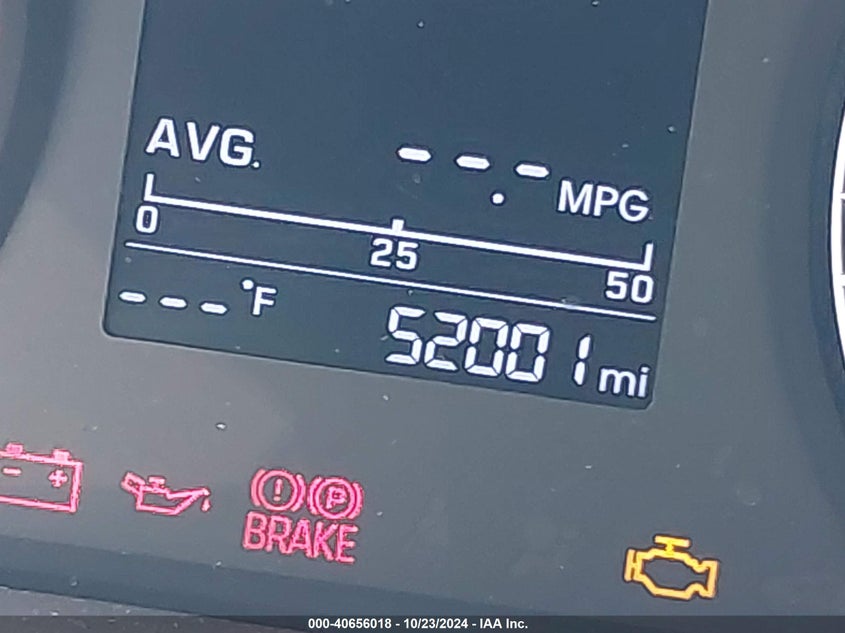 AVG. --.- MPG
0 25 50
---°F 52001 mi
- +
! P
BRAKE
000-40656018 - 10/23/2024 - IAA Inc.